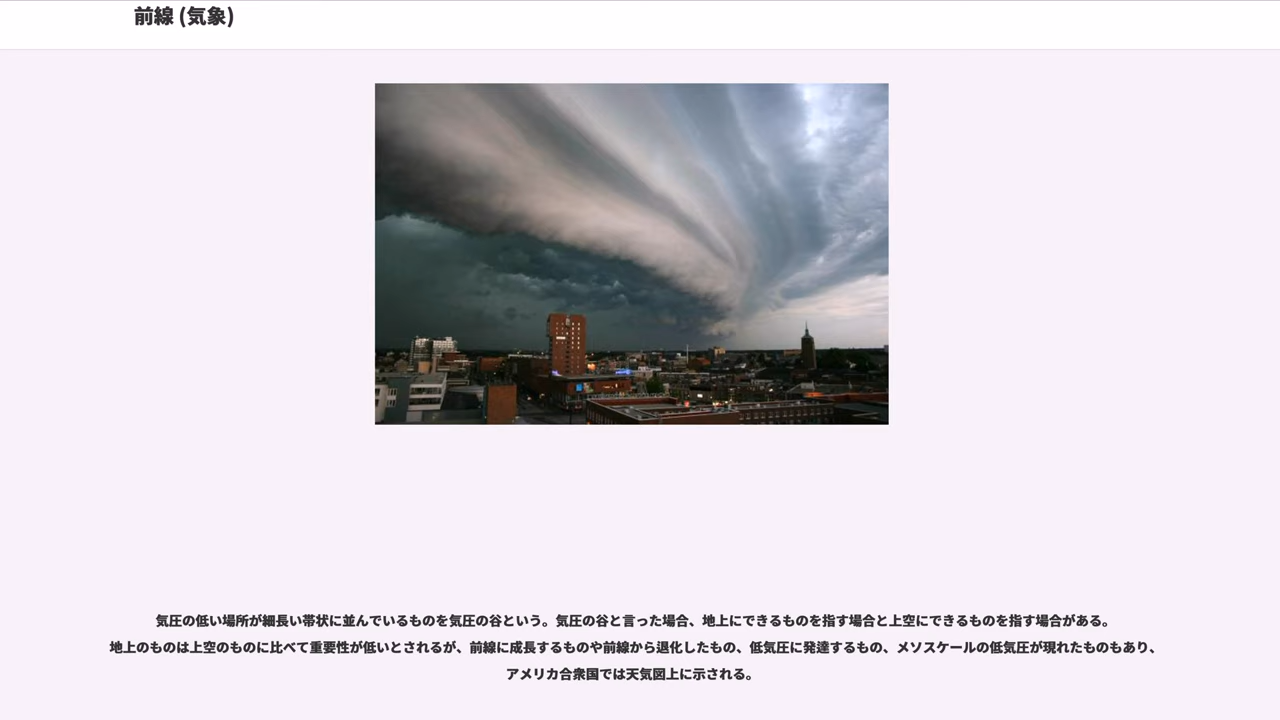 前線 (気象)
気圧の低い場所が細長い帯状に並んでいるものを気圧の谷という。気圧の谷と言った場合、地上にできるものを指す場合と上空にできるものを指す場合がある。
地上のものは上空のものに比べて重要性が低いとされるが、前線に成長するものや前線から退化したもの、低気圧に発達するもの、メソスケールの低気圧が現れたものもあり、
アメリカ合衆国では天気図上に示される。